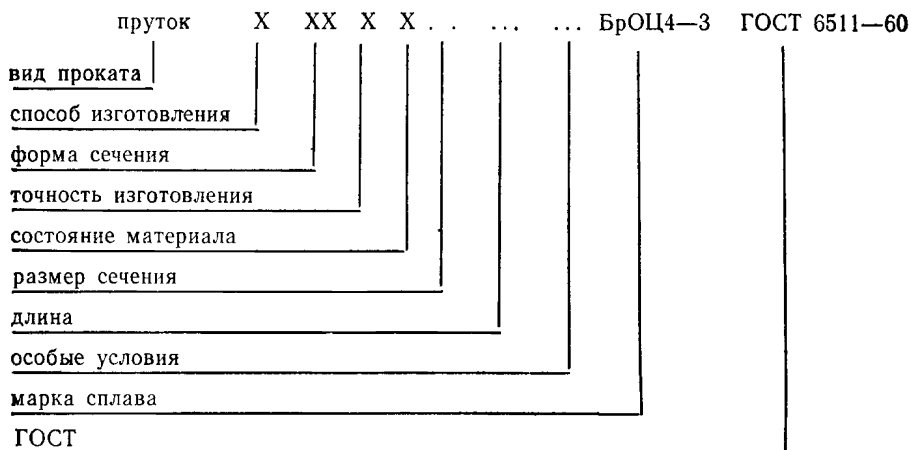 пруток Х ХХ Х Х . . ... ... БрОЦ4—3 ГОСТ 6511—60
вид проката
способ изготовления
форма сечения
точность изготовления
состояние материала
размер сечения
длина
особые условия
марка сплава
ГОСТ